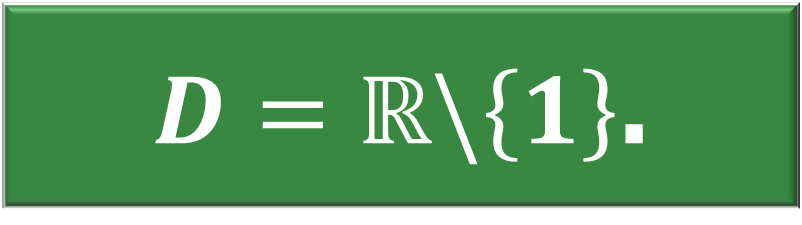 D = ℝ\{1}.